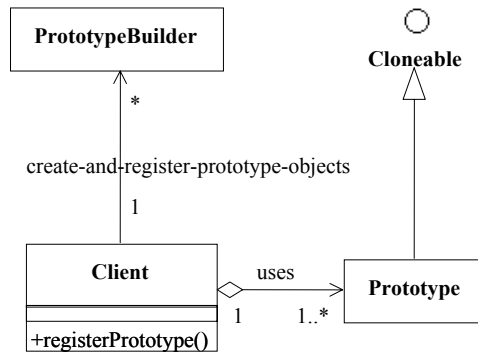 PrototypeBuilder
Cloneable
*
create-and-register-prototype-objects
1
Client
uses
Prototype
1
1..*
+registerPrototype()